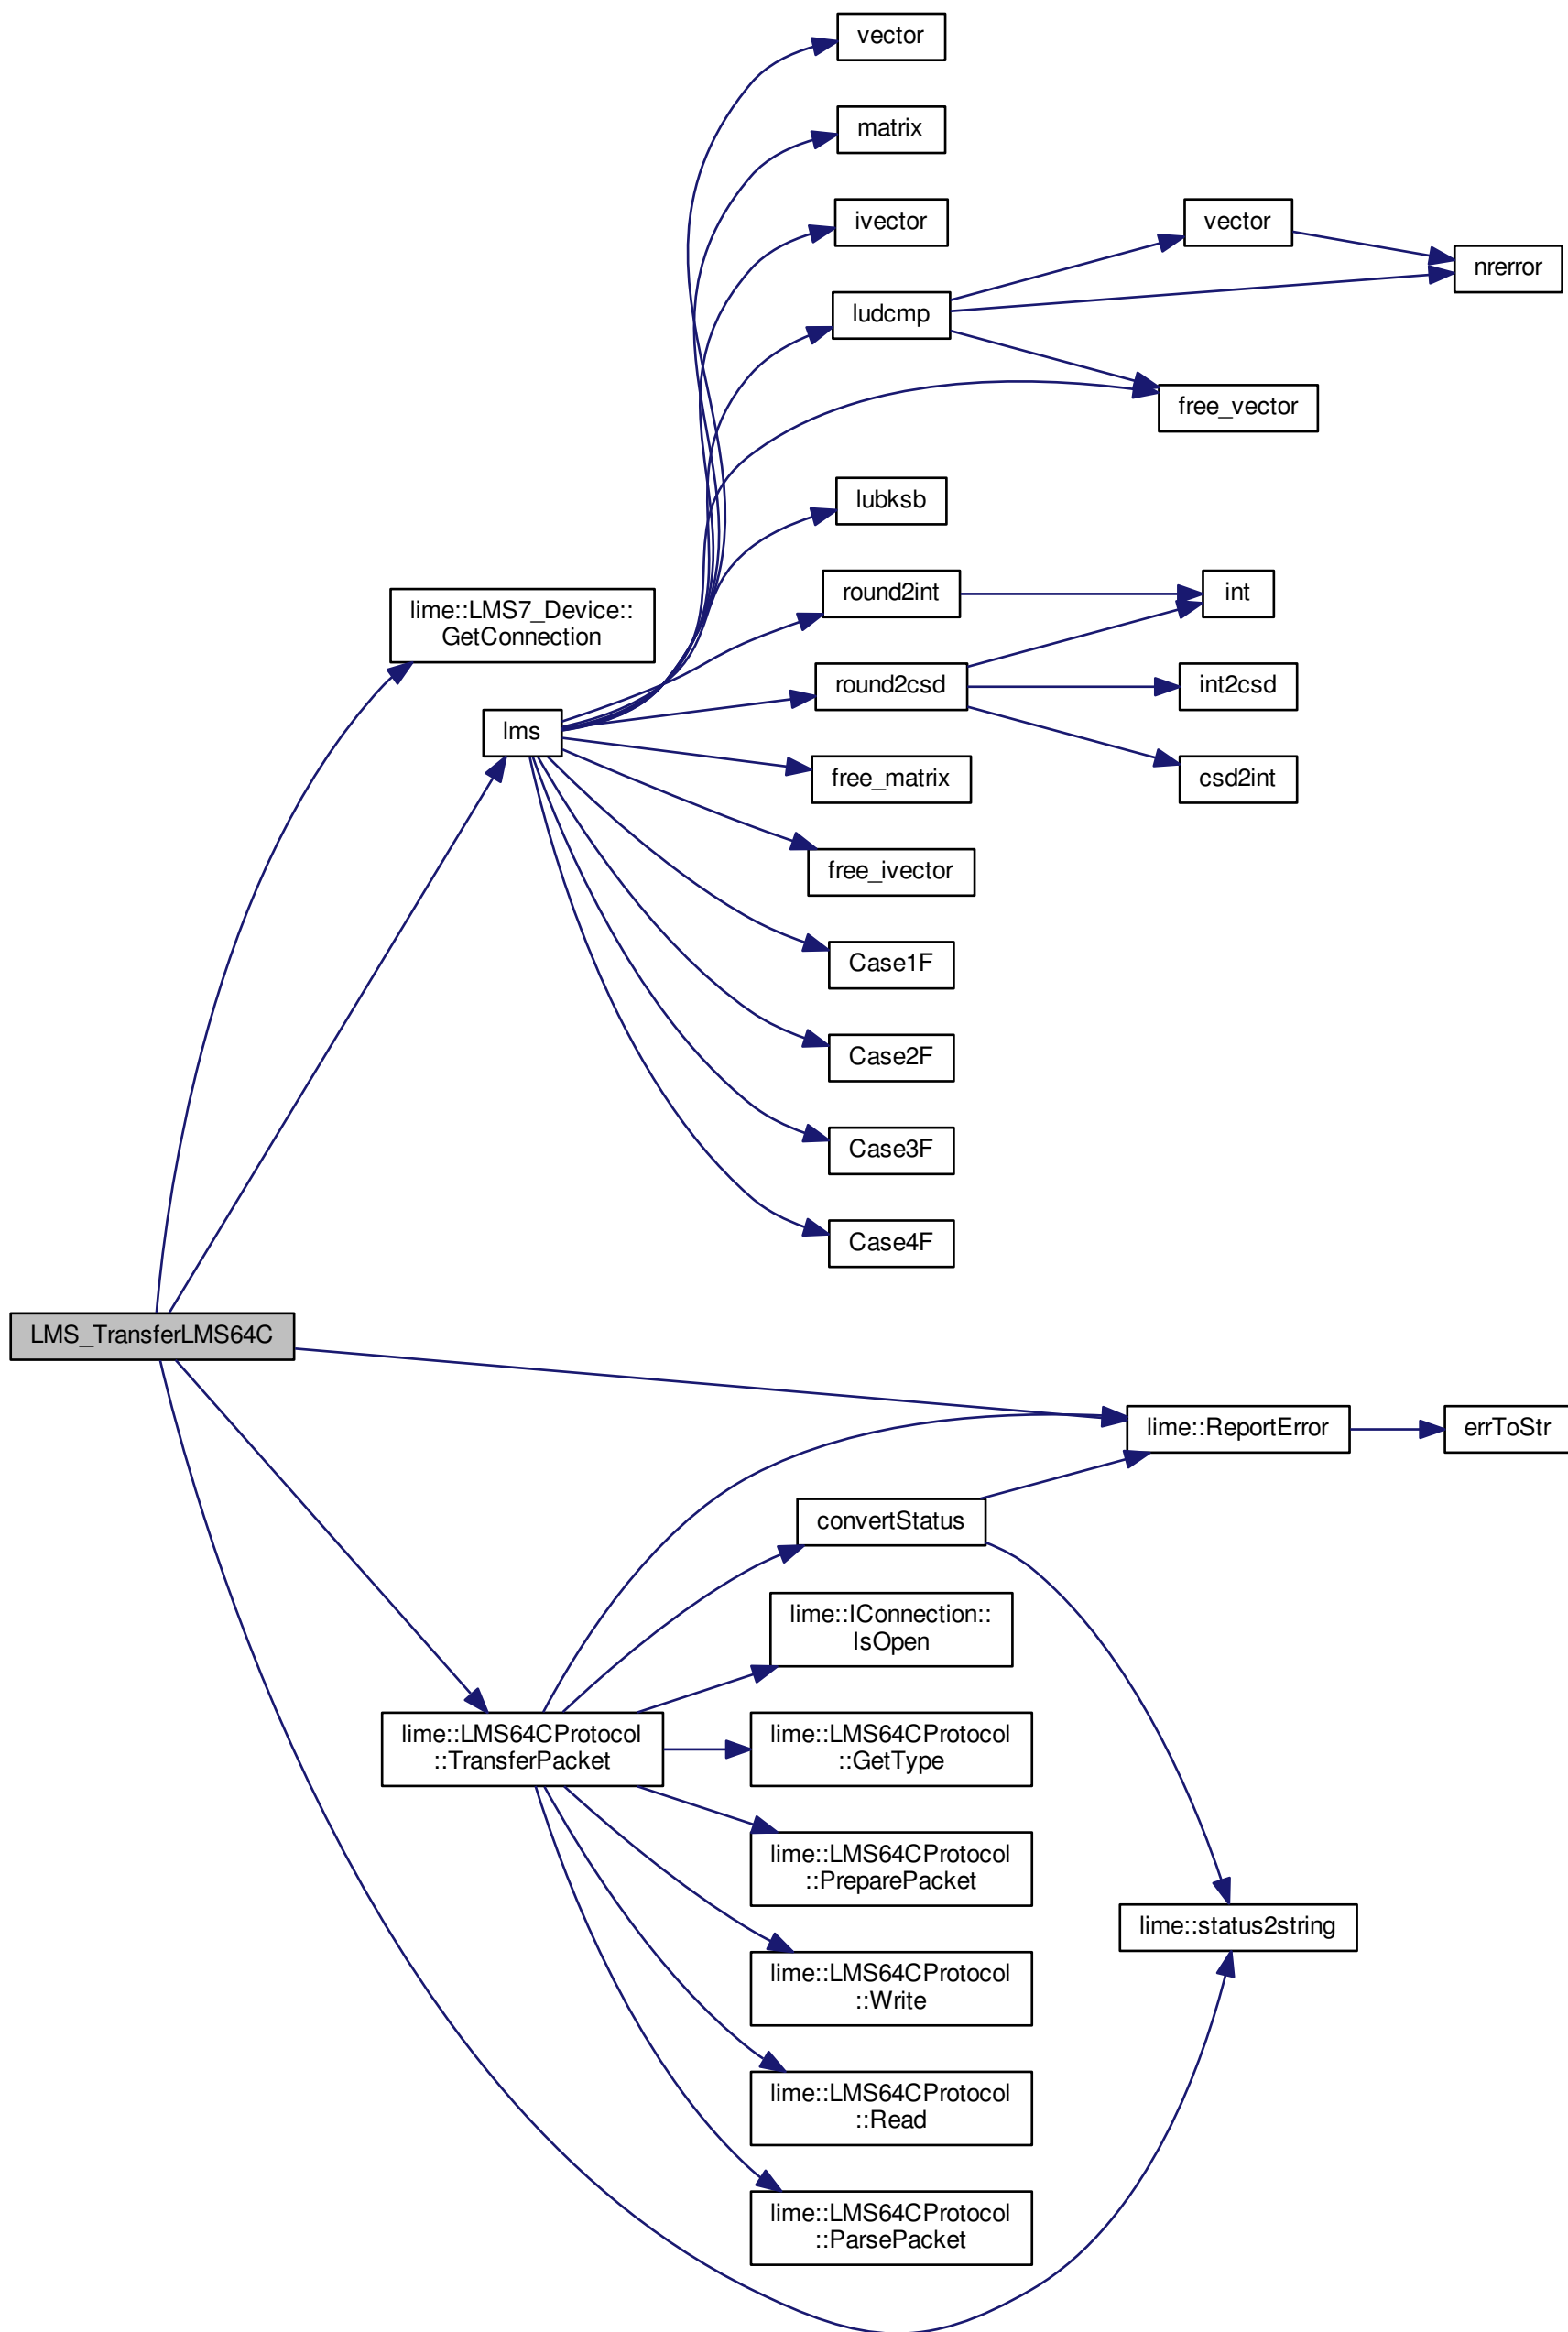 vector
matrix
ivector
vector
nrerror
ludcmp
free_vector
lubksb
round2int
int
lime::LMS7_Device::
GetConnection
round2csd
int2csd
lms
free_matrix
csd2int
free_ivector
Case1F
Case2F
Case3F
Case4F
LMS_TransferLMS64C
lime::ReportError
errToStr
convertStatus
lime::IConnection::
IsOpen
lime::LMS64CProtocol
::TransferPacket
lime::LMS64CProtocol
::GetType
lime::LMS64CProtocol
::PreparePacket
lime::status2string
lime::LMS64CProtocol
::Write
lime::LMS64CProtocol
::Read
lime::LMS64CProtocol
::ParsePacket